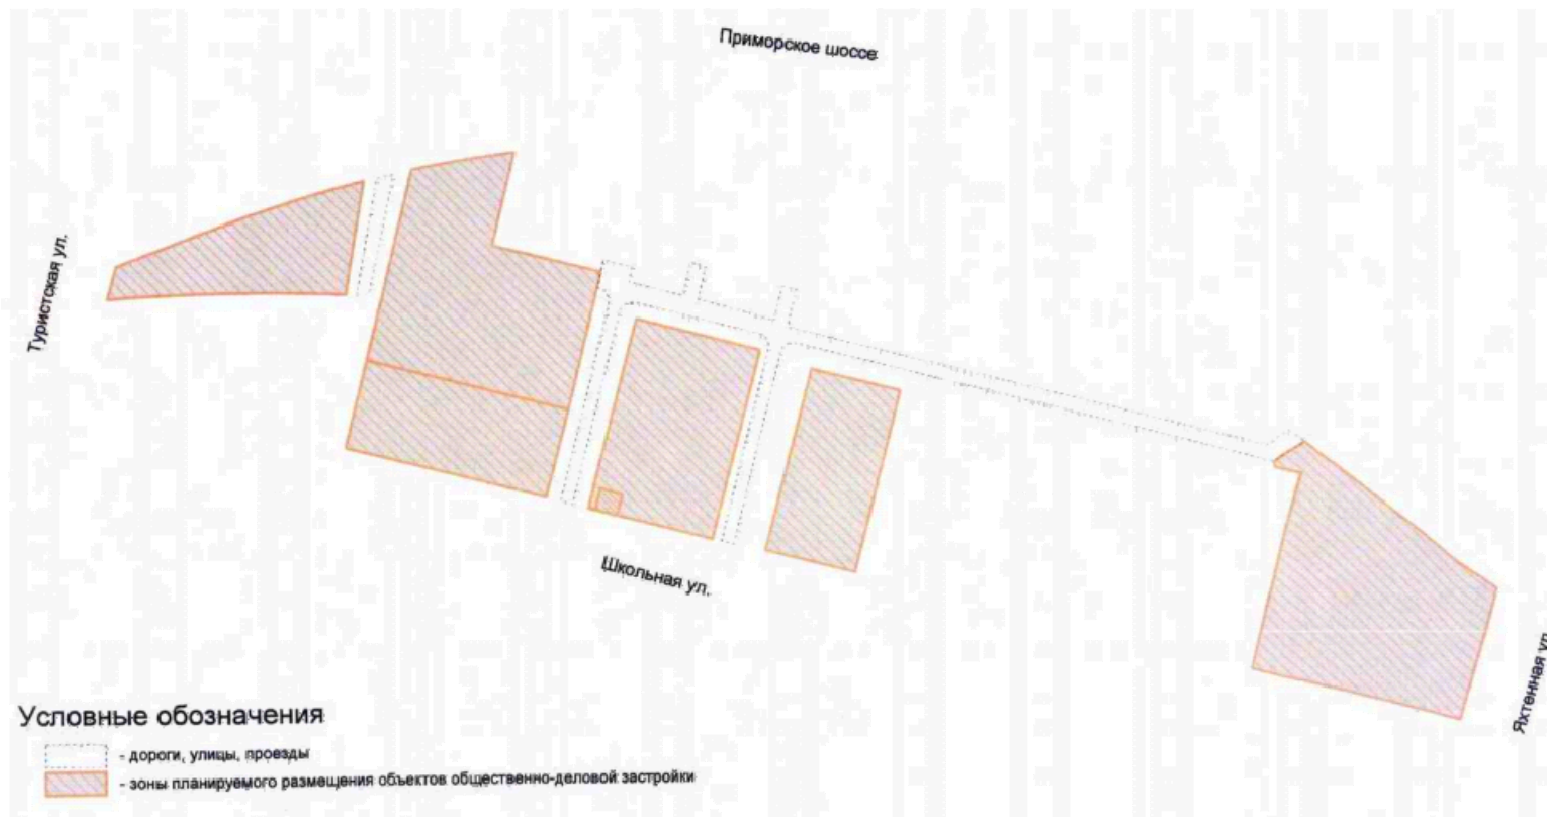 Приморское шоссе
Туристская ул.
Школьная ул.
Яхтенная ул
Условные обозначения
- дороги, улицы, проезды
- зоны планируемого размещения объектов общественно-деловой застройки